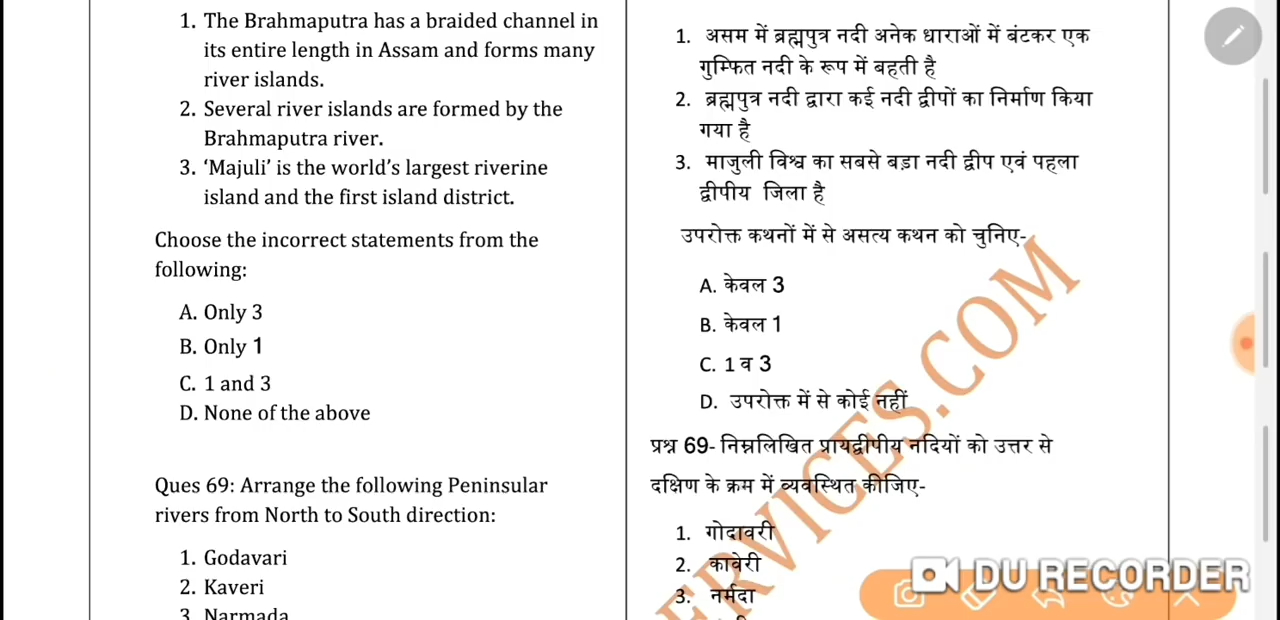 1. The Brahmaputra has a braided channel in
its entire length in Assam and forms many
river islands.
2. Several river islands are formed by the
Brahmaputra river.
3. ‘Majuli’ is the world’s largest riverine
island and the first island district.
Choose the incorrect statements from the
following:
A. Only 3
B. Only 1
C. 1 and 3
D. None of the above
Ques 69: Arrange the following Peninsular
rivers from North to South direction:
1. Godavari
2. Kaveri
3. Narmada
1. असम में ब्रह्मपुत्र नदी अनेक धाराओं में बंटकर एक
गुम्फित नदी के रूप में बहती है
2. ब्रह्मपुत्र नदी द्वारा कई नदी द्वीपों का निर्माण किया
गया है
3. माजुली विश्व का सबसे बड़ा नदी द्वीप एवं पहला
द्वीपीय जिला है
उपरोक्त कथनों में से असत्य कथन को चुनिए-
A. केवल 3
B. केवल 1
C. 1 व 3
D. उपरोक्त में से कोई नहीं
प्रश्न 69- निम्नलिखित प्रायद्वीपीय नदियों को उत्तर से
दक्षिण के क्रम में व्यवस्थित कीजिए-
1. गोदावरी
2. कावेरी
3. नर्मदा
ERVICES.COM
DU RECORDER